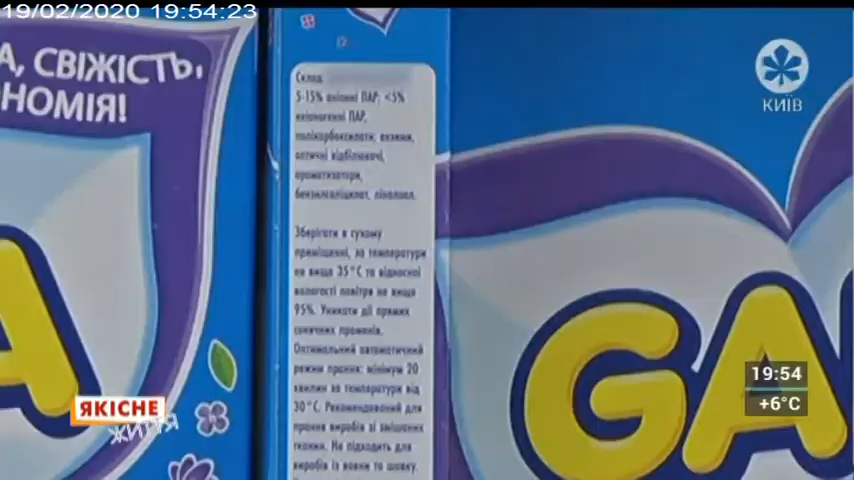 19/02/2020 19:54:23
А, СВІЖІСТЬ,
НОМІЯ!
А
Склад
5-15% аніонні ПАР; <5%
неіоногенні ПАР,
полікарбоксилати, ензими,
оптичні відбілювачі,
ароматизатори,
бензилсаліцилат, ліналоол.
Зберігати в сухому
приміщенні, за температури
не вище 35°С та відносної
вологості повітря не вище
95%. Уникати дії прямих
сонячних променів.
Оптимальний автоматичний
режим прання: мінімум 20
хвилин за температури від
30°С. Рекомендований для
прання виробів зі змішаних
тканин. Не підходить для
виробів із вовни та шовку.
GA
КИЇВ
19:54
+6°C
ЯКІСНЕ
ЖИТТЯ